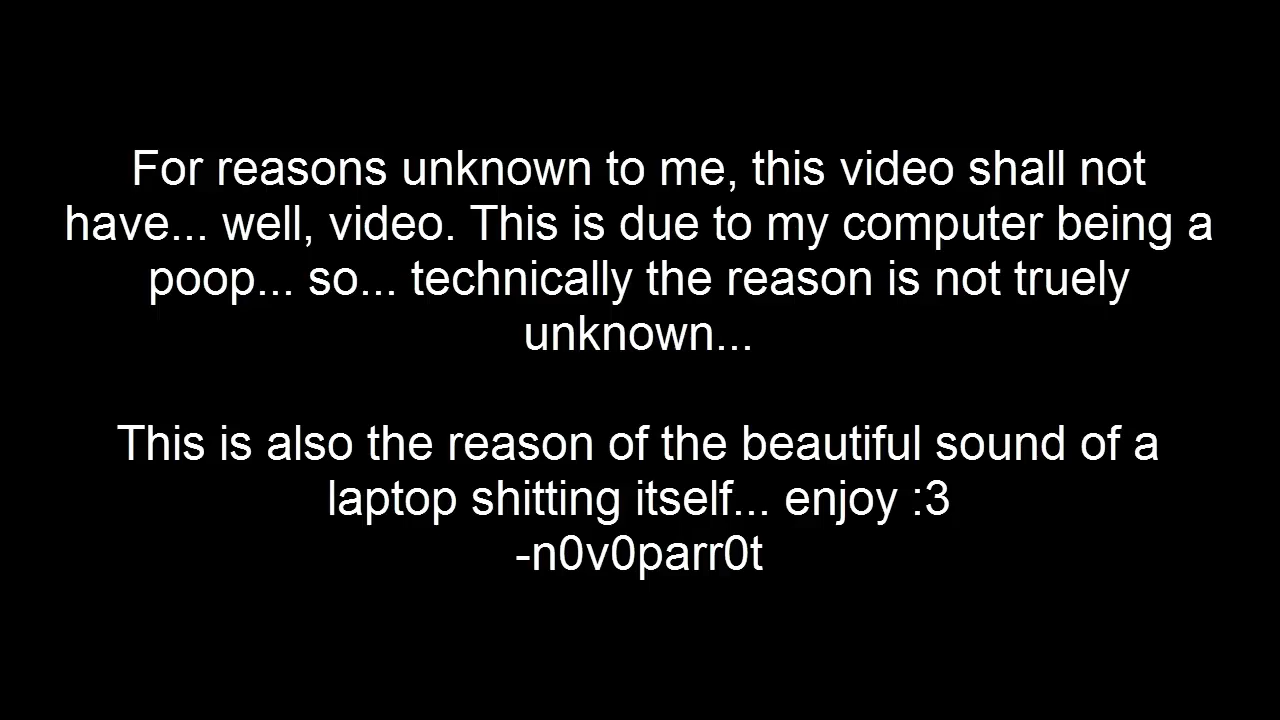 For reasons unknown to me, this video shall not
have... well, video. This is due to my computer being a
poop... so... technically the reason is not truely
unknown...
This is also the reason of the beautiful sound of a
laptop shitting itself... enjoy :3
-n0v0parr0t